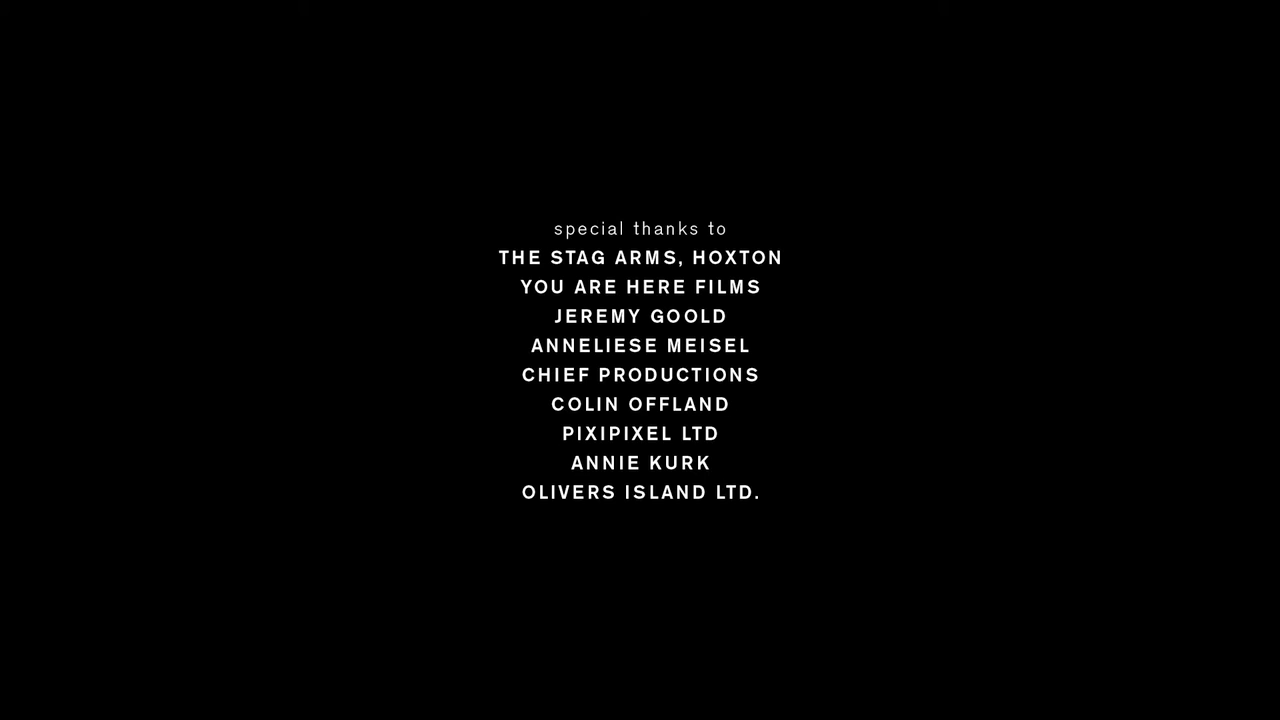 special thanks to
THE STAG ARMS, HOXTON
YOU ARE HERE FILMS
JEREMY GOOLD
ANNELIESE MEISEL
CHIEF PRODUCTIONS
COLIN OFFLAND
PIXIPIXEL LTD
ANNIE KURK
OLIVERS ISLAND LTD.